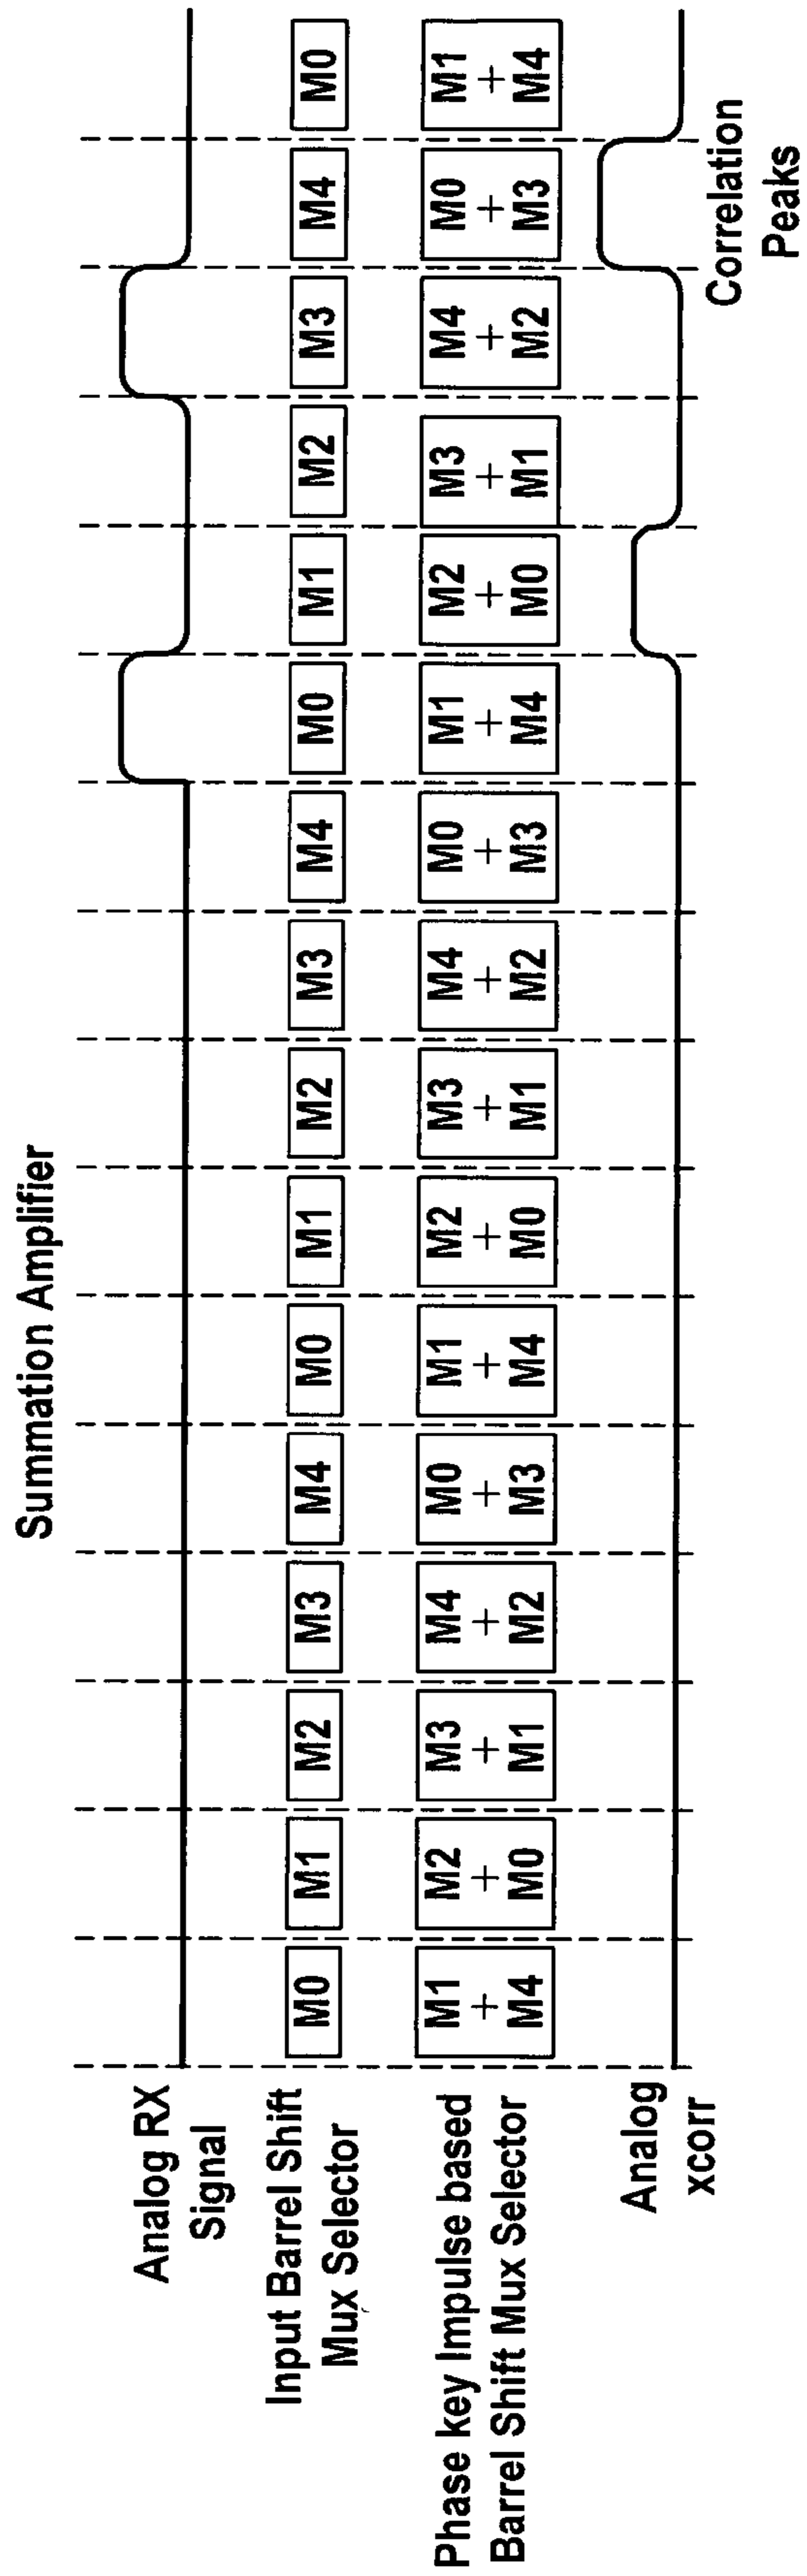 Summation Amplifier
Analog RX
Signal
Input Barrel Shift
Mux Selector
M0 M1 M2 M3 M4 M0 M1 M2 M3 M4 M0 M1 M2 M3 M4 M0
Phase key Impulse based
Barrel Shift Mux Selector
M1 M2 M3 M4 M0 M1 M2 M3 M4 M0 M1 M2 M3 M4 M0 M1
+ + + + + + + + + + + + + + + +
M4 M0 M1 M2 M3 M4 M0 M1 M2 M3 M4 M0 M1 M2 M3 M4
Analog
xcorr
Correlation
Peaks